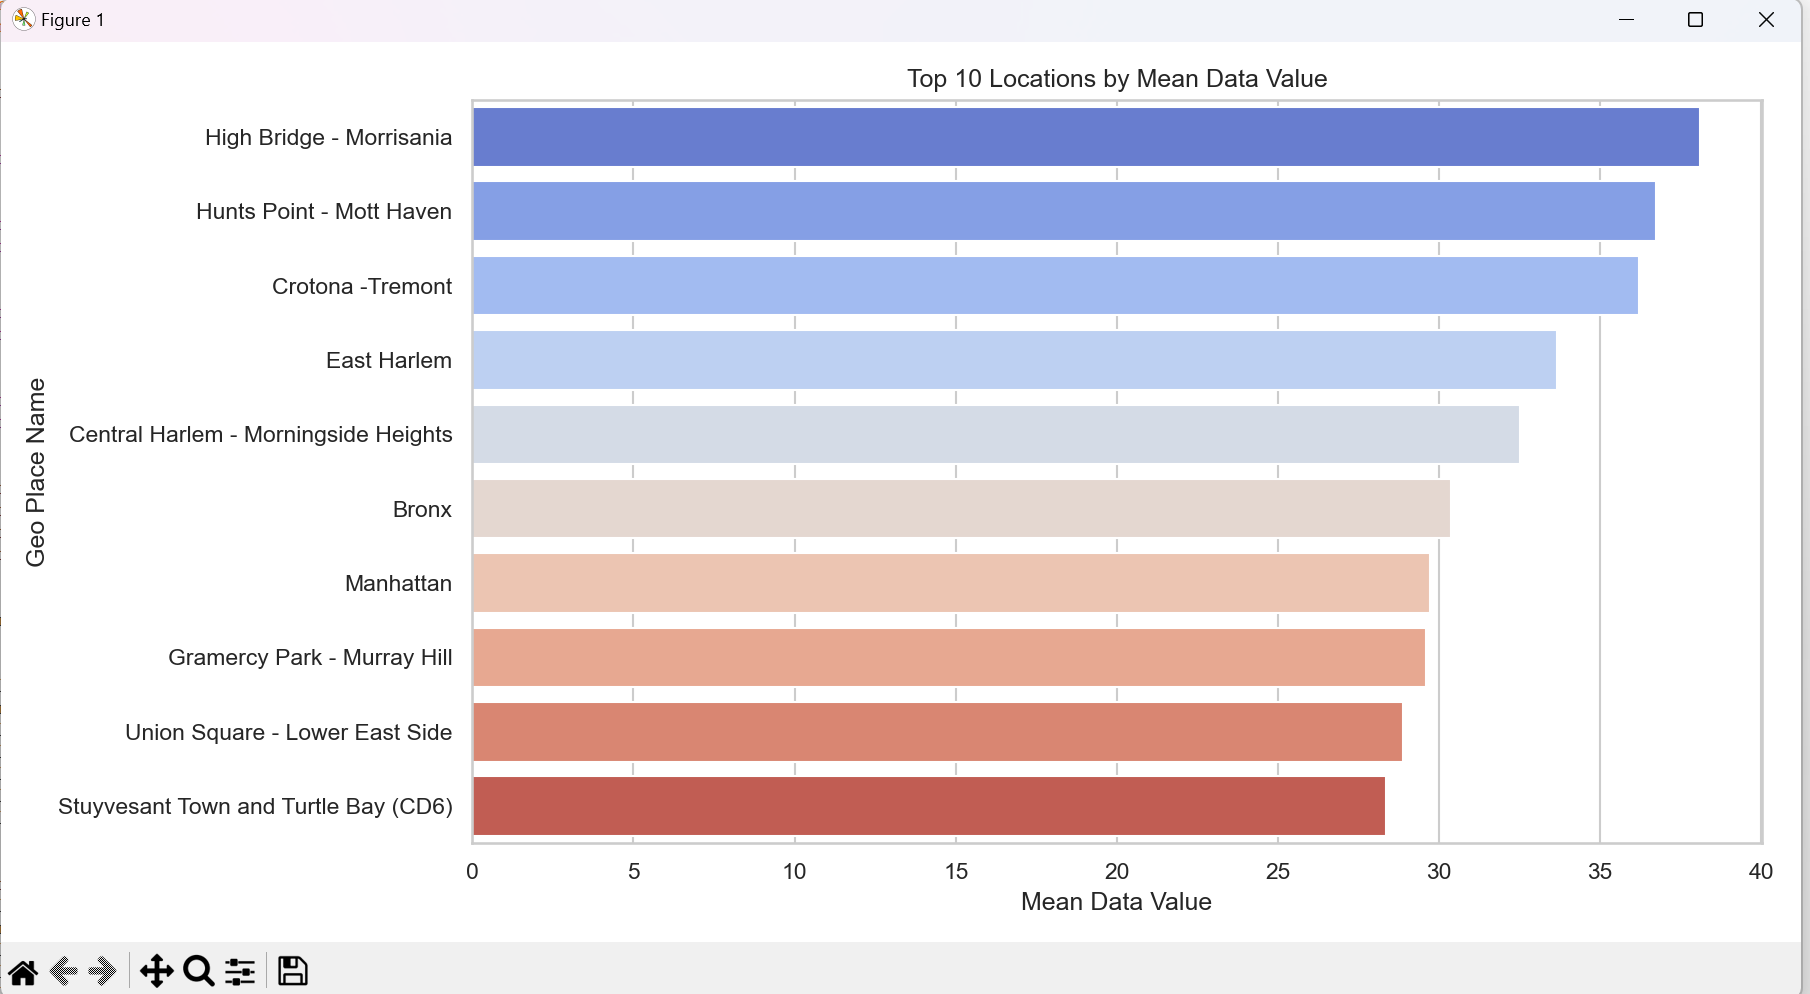 Figure 1
Top 10 Locations by Mean Data Value
Geo Place Name
High Bridge - Morrisania
Hunts Point - Mott Haven
Crotona -Tremont
East Harlem
Central Harlem - Morningside Heights
Bronx
Manhattan
Gramercy Park - Murray Hill
Union Square - Lower East Side
Stuyvesant Town and Turtle Bay (CD6)
0 5 10 15 20 25 30 35 40
Mean Data Value